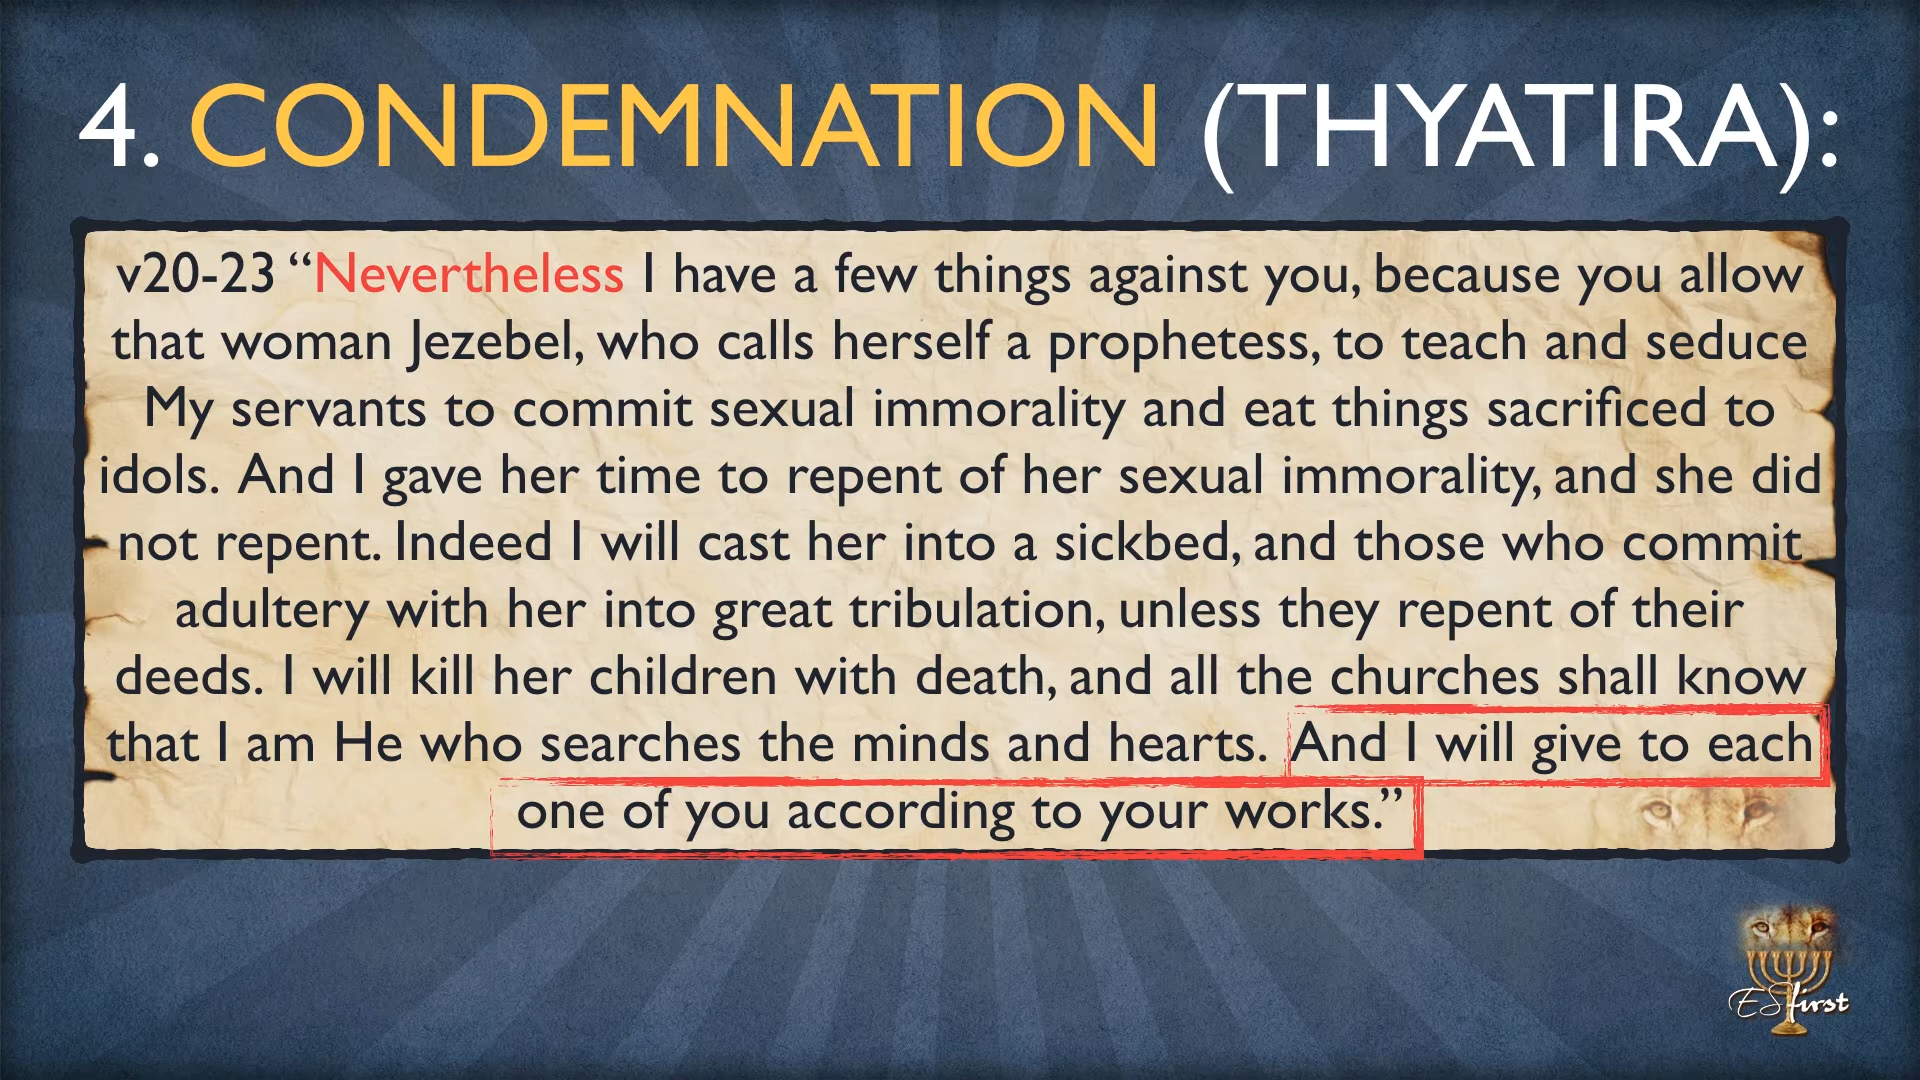 4. CONDEMNATION (THYATIRA):
v20-23 “Nevertheless I have a few things against you, because you allow
that woman Jezebel, who calls herself a prophetess, to teach and seduce
My servants to commit sexual immorality and eat things sacrificed to
idols. And I gave her time to repent of her sexual immorality, and she did
not repent. Indeed I will cast her into a sickbed, and those who commit
adultery with her into great tribulation, unless they repent of their
deeds. I will kill her children with death, and all the churches shall know
that I am He who searches the minds and hearts. And I will give to each
one of you according to your works.”
ESfirst